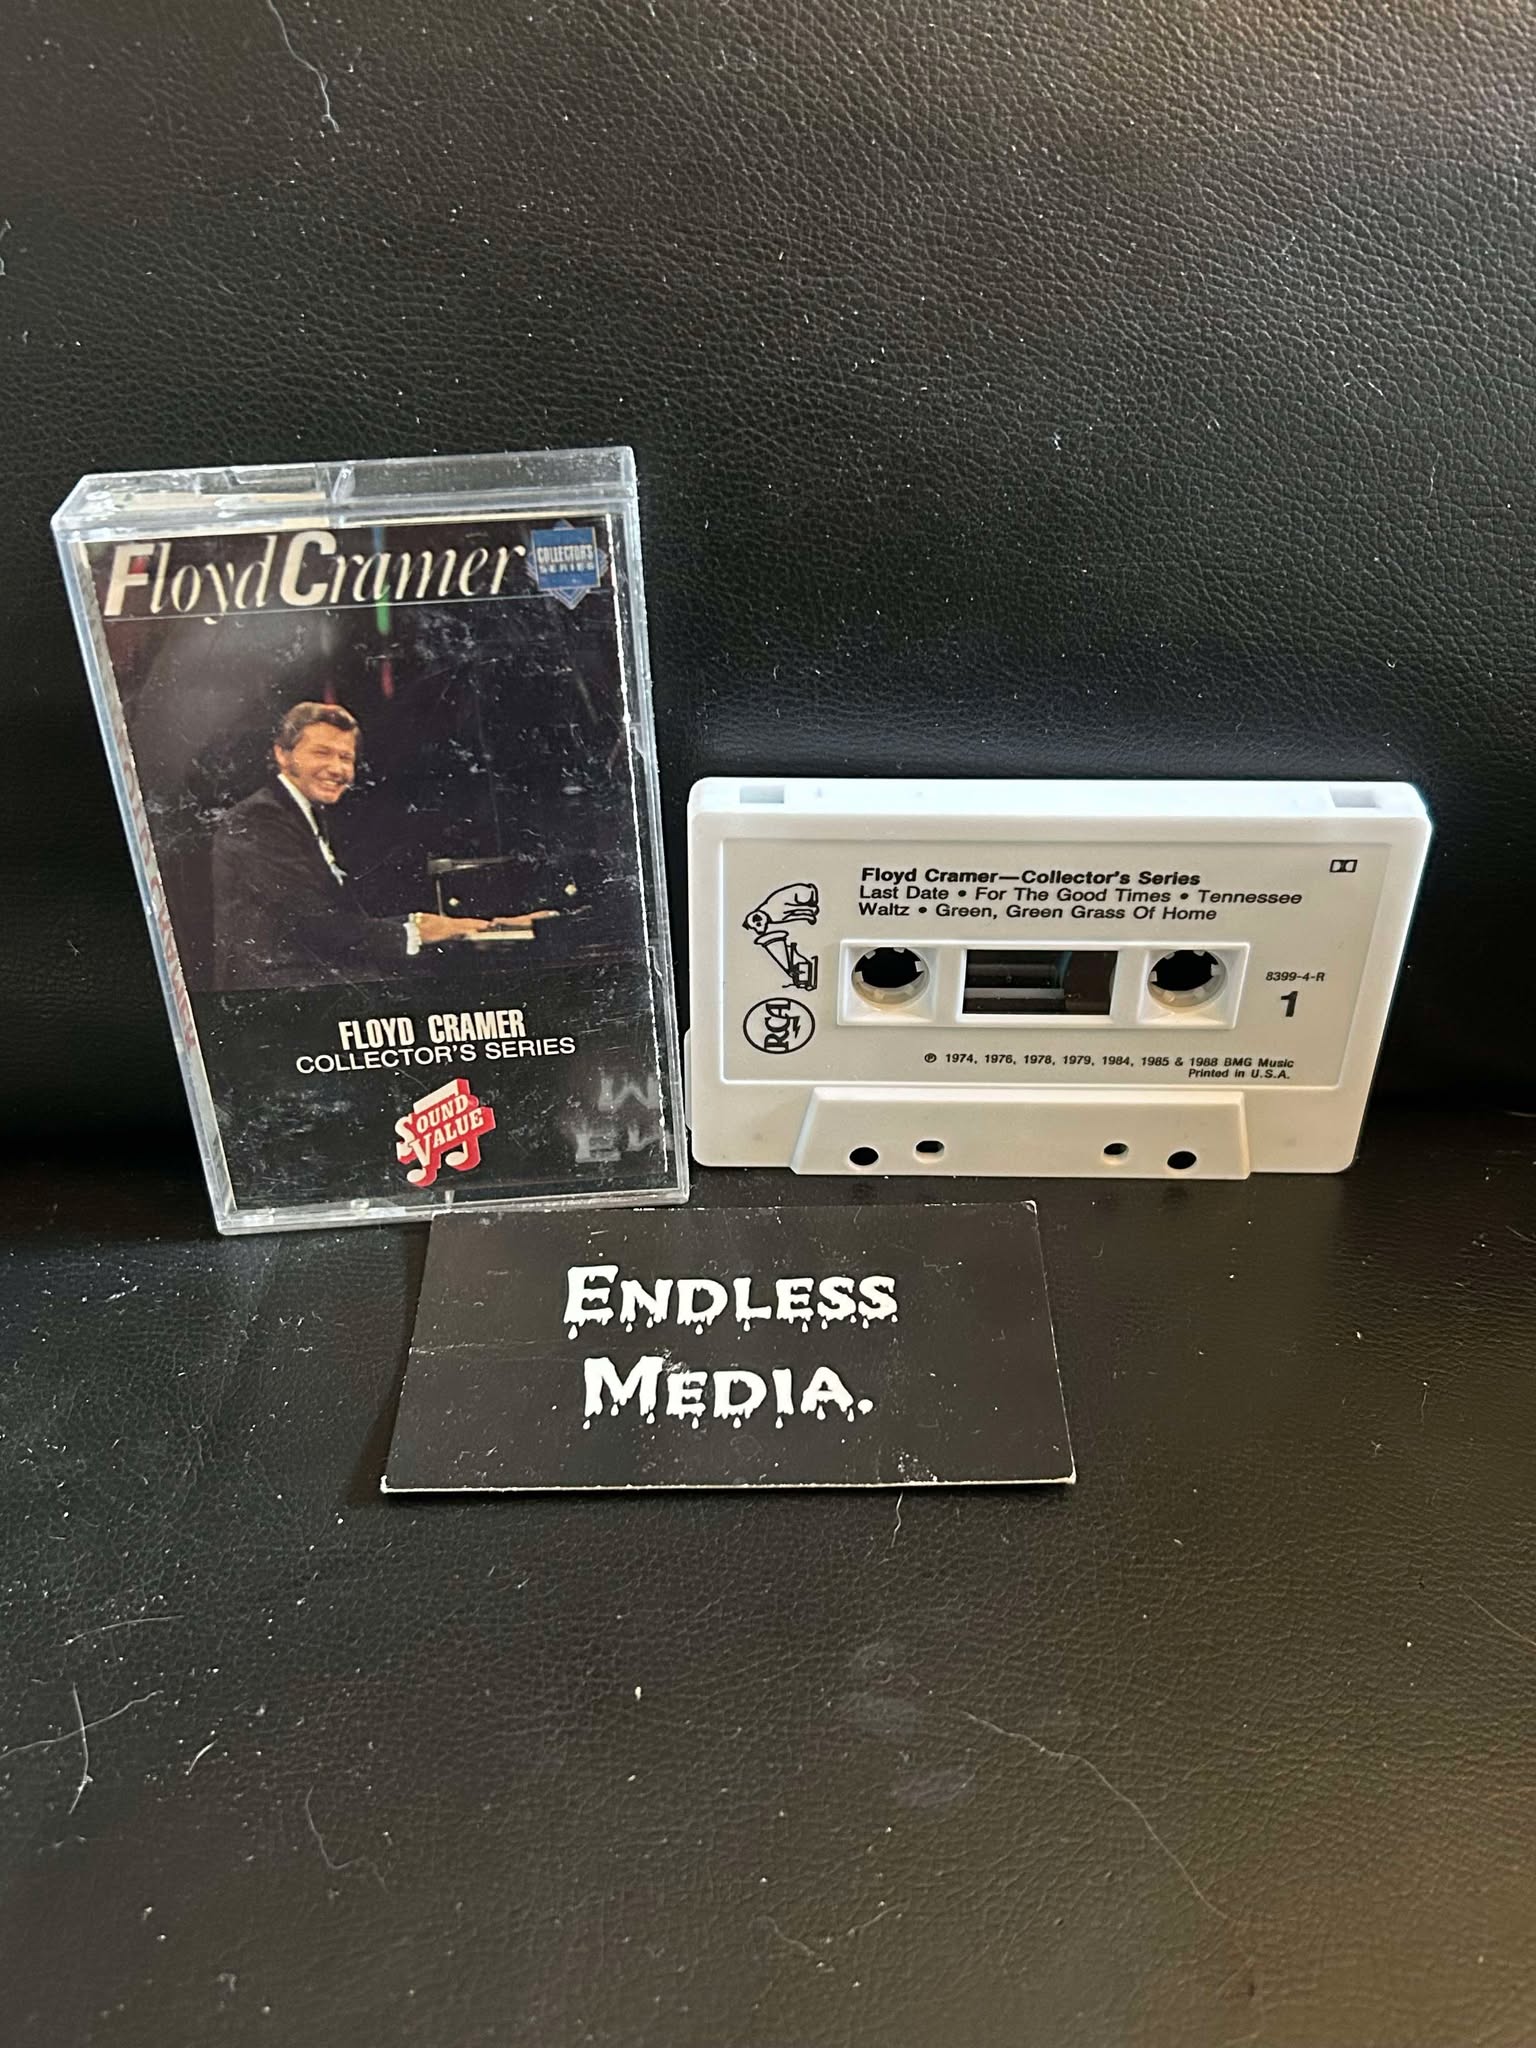 Floyd Cramer
COLLECTOR'S
SERIES
FLOYD CRAMER
COLLECTOR'S SERIES
SOUND
VALUE
Floyd Cramer—Collector's Series
Last Date • For The Good Times • Tennessee
Waltz • Green, Green Grass Of Home
RCA
8399-4-R
1
℗ 1974, 1976, 1978, 1979, 1984, 1985 & 1988 BMG Music
Printed in U.S.A.
ENDLESS
MEDIA.